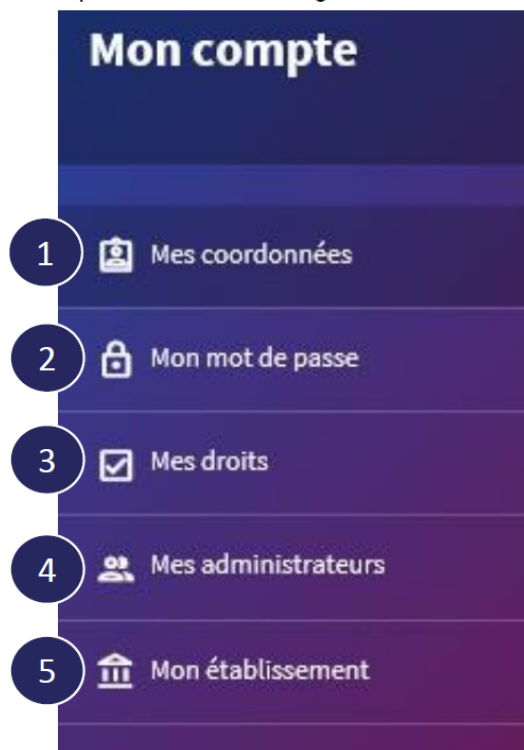 Mon compte
1 Mes coordonnées
2 Mon mot de passe
3 Mes droits
4 Mes administrateurs
5 Mon établissement